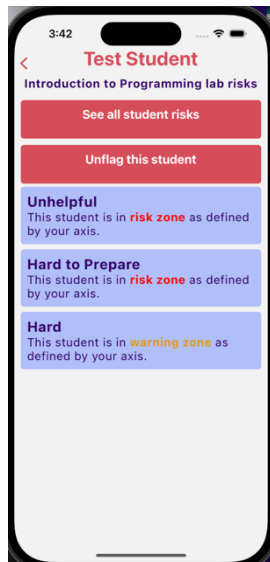 3:42
Test Student
Introduction to Programming lab risks
See all student risks
Unflag this student
Unhelpful
This student is in risk zone as defined
by your axis.
Hard to Prepare
This student is in risk zone as defined
by your axis.
Hard
This student is in warning zone as
defined by your axis.